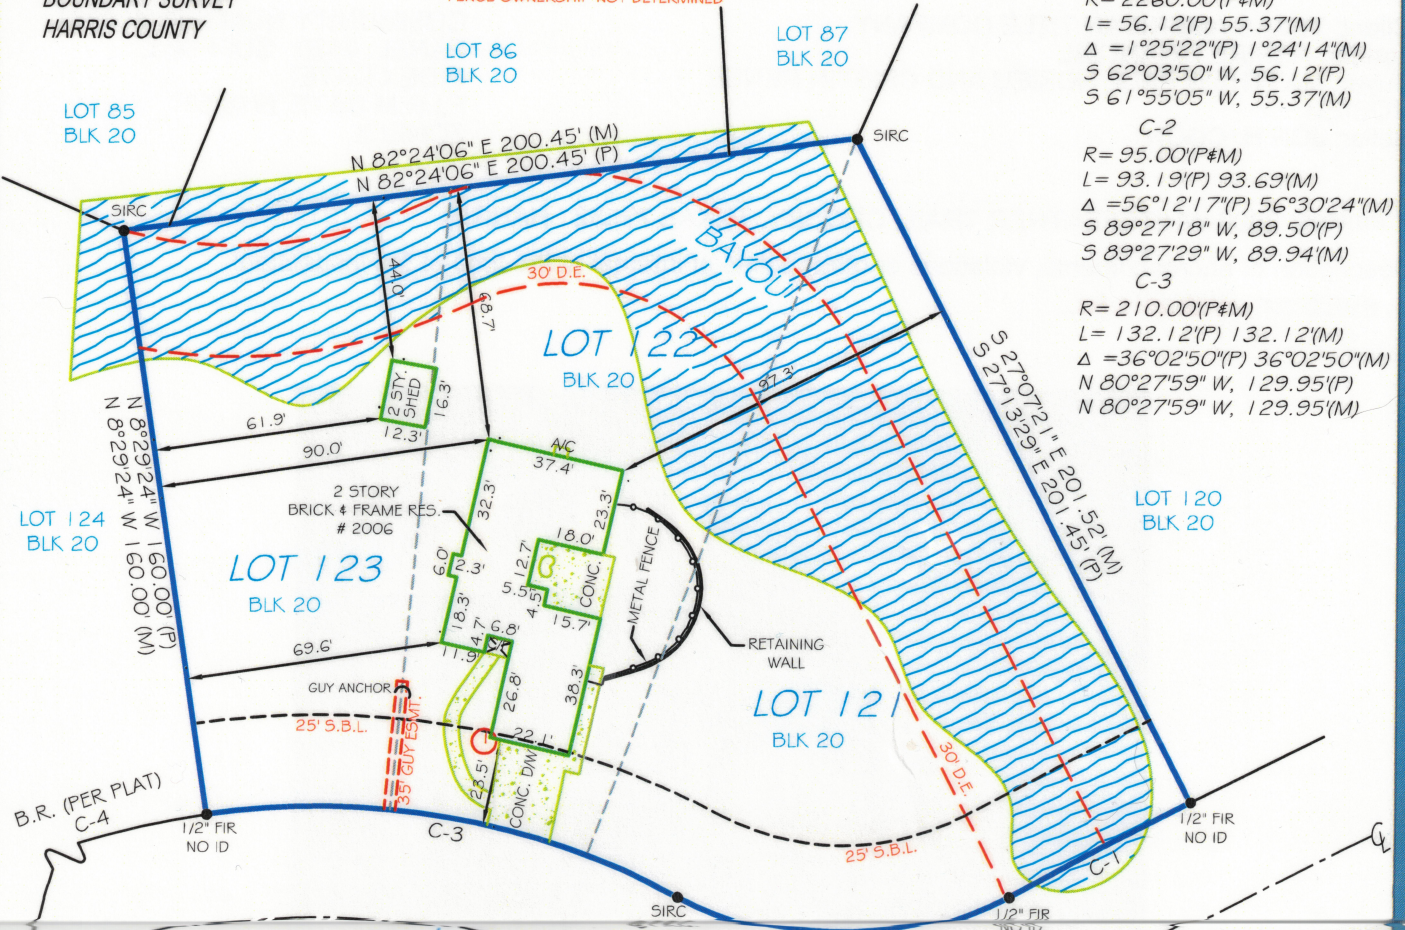 BOUNDARY SURVEY
HARRIS COUNTY
FENCE OWNERSHIP NOT DETERMINED
LOT 85
BLK 20
LOT 86
BLK 20
LOT 87
BLK 20
R= 2260.00'(P&M)
L= 56.12'(P) 55.37'(M)
Δ =1°25'22"(P) 1°24'14"(M)
S 62°03'50" W, 56.12'(P)
S 61°55'05" W, 55.37'(M)
C-2
R= 95.00'(P&M)
L= 93.19'(P) 93.69'(M)
Δ =56°12'17"(P) 56°30'24"(M)
S 89°27'18" W, 89.50'(P)
S 89°27'29" W, 89.94'(M)
C-3
R= 210.00'(P&M)
L= 132.12'(P) 132.12'(M)
Δ =36°02'50"(P) 36°02'50"(M)
N 80°27'59" W, 129.95'(P)
N 80°27'59" W, 129.95'(M)
N 82°24'06" E 200.45' (M)
N 82°24'06" E 200.45' (P)
SIRC
SIRC
BAYOU
44.0'
68.7'
30' D.E.
LOT 122
BLK 20
97.3'
S 27°07'21" E 201.52' (M)
S 27°13'29" E 201.45' (P)
2 STY.
SHED
16.3'
12.3'
61.9'
90.0'
N 8°29'24" W 160.00' (P)
N 8°29'24" W 160.00' (M)
A/C
37.4'
2 STORY
BRICK & FRAME RES.
# 2006
32.3'
23.3'
18.0'
12.7'
CONC.
6.0'
2.3'
5.5'
4.5'
15.7'
18.3'
METAL FENCE
RETAINING
WALL
LOT 124
BLK 20
LOT 123
BLK 20
LOT 120
BLK 20
LOT 121
BLK 20
69.6'
11.9'
4.7'
6.8'
26.8'
38.3'
GUY ANCHOR
35' GUY ESMT.
25' S.B.L.
22.1'
23.5'
CONC. D/W
30' D.E.
25' S.B.L.
B.R. (PER PLAT)
C-4
1/2" FIR
NO ID
C-3
SIRC
C-1
1/2" FIR
NO ID
1/2" FIR
CL